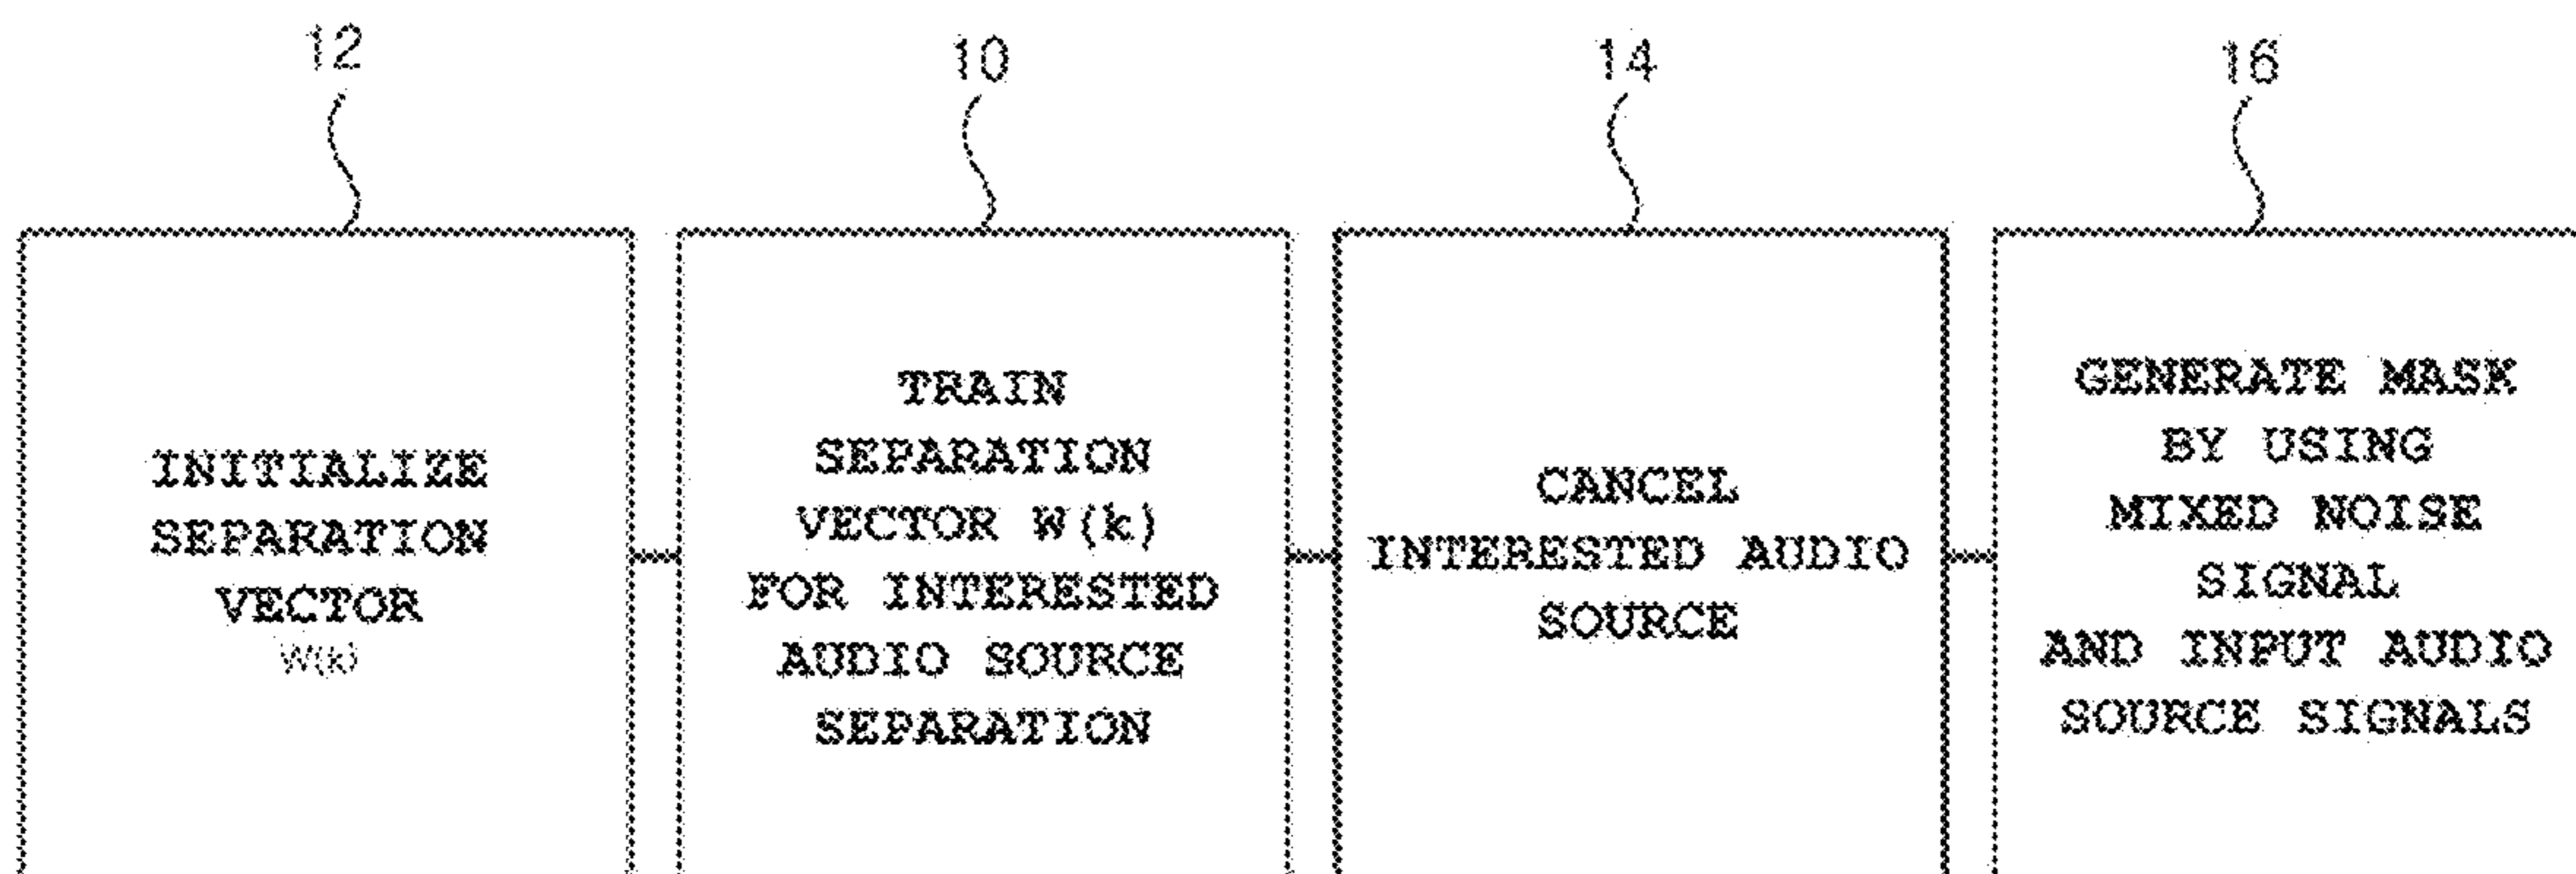 12
10
14
16
INITIALIZE
SEPARATION
VECTOR
W(k)
TRAIN
SEPARATION
VECTOR W(k)
FOR INTERESTED
AUDIO SOURCE
SEPARATION
CANCEL
INTERESTED AUDIO
SOURCE
GENERATE MASK
BY USING
MIXED NOISE
SIGNAL
AND INPUT AUDIO
SOURCE SIGNALS